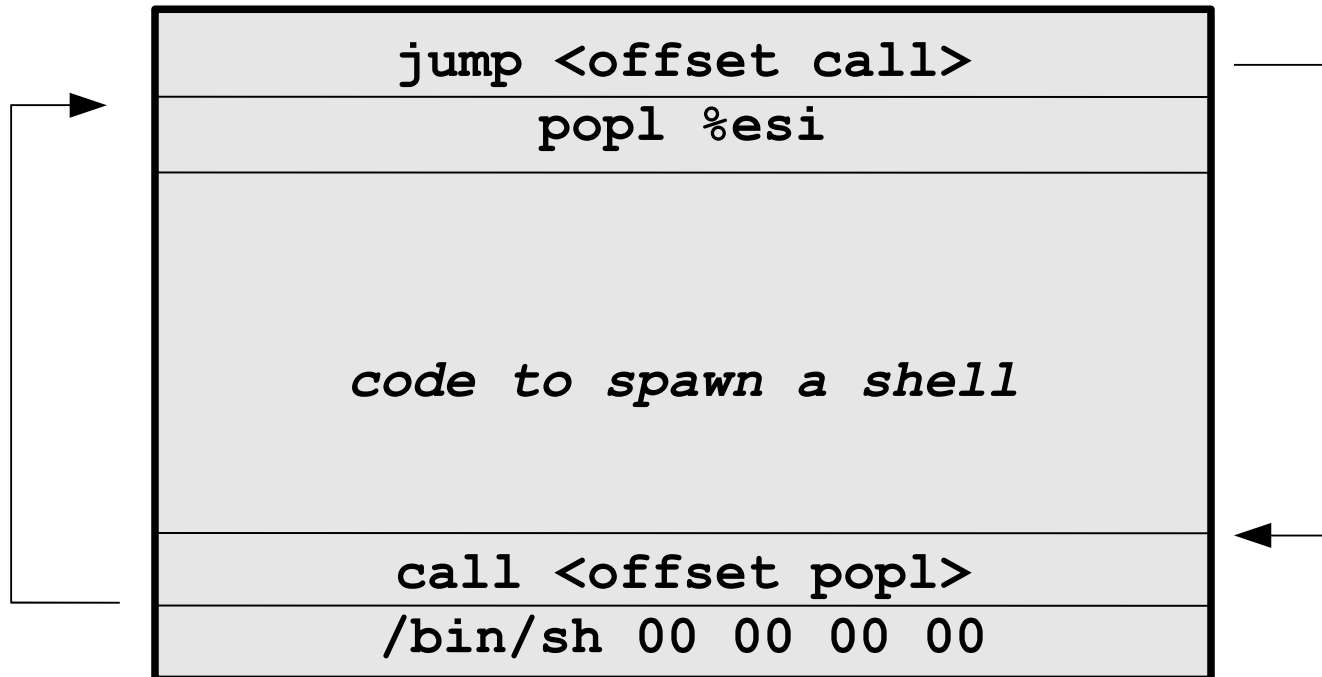 jump <offset call>
popl %esi
code to spawn a shell
call <offset popl>
/bin/sh 00 00 00 00